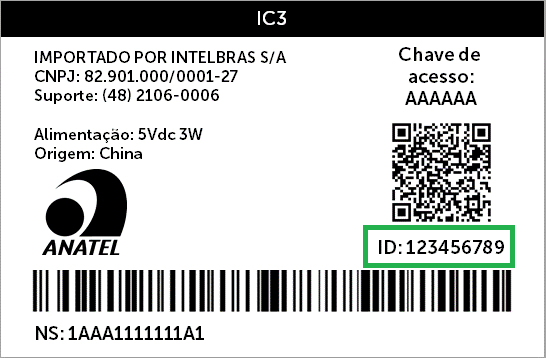 IC3
IMPORTADO POR INTELBRAS S/A
CNPJ: 82.901.000/0001-27
Suporte: (48) 2106-0006
Alimentação: 5Vdc 3W
Origem: China
ANATEL
Chave de
acesso:
AAAAAA
ID: 123456789
NS: 1AAA1111111A1